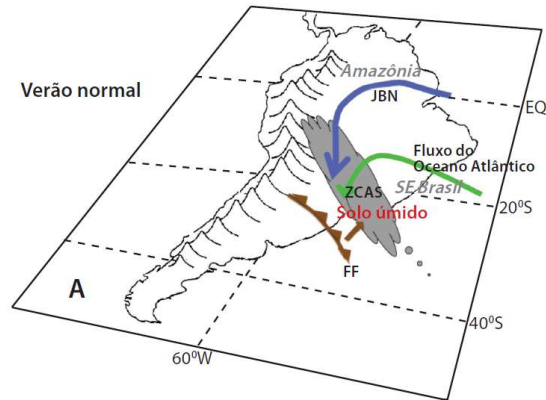 Verão normal
Amazônia
JBN
EQ
Fluxo do
Oceano Atlântico
ZCAS
SE Brasil
20⁰S
Solo úmido
FF
A
40⁰S
60⁰W